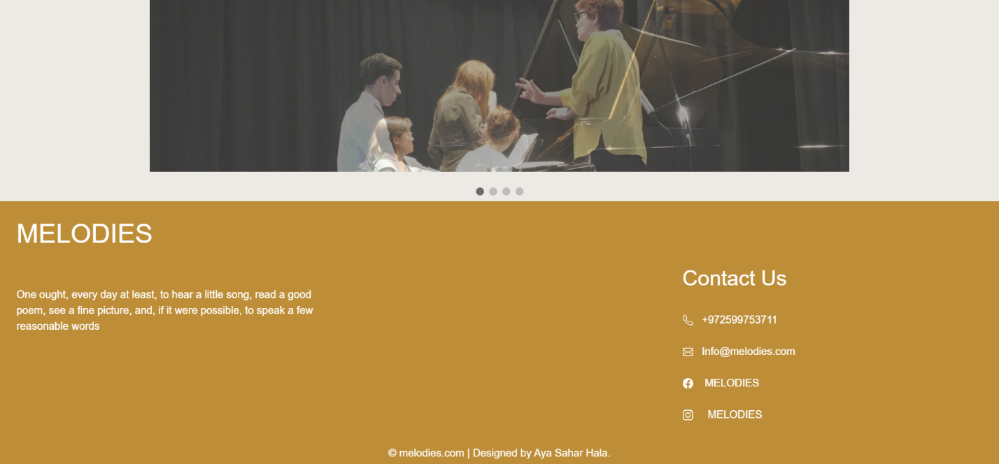 MELODIES
One ought, every day at least, to hear a little song, read a good
poem, see a fine picture, and, if it were possible, to speak a few
reasonable words
Contact Us
+972599753711
Info@melodies.com
MELODIES
MELODIES
© melodies.com | Designed by Aya Sahar Hala.